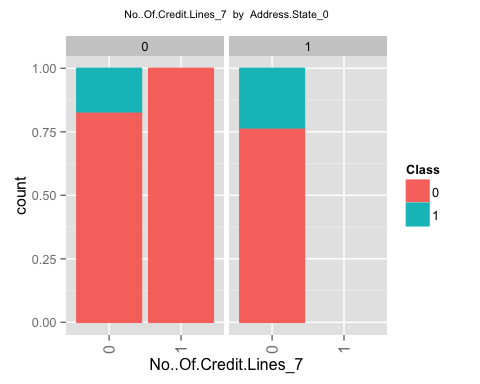 No..Of.Credit.Lines_7 by Address.State_0
0 1
1.00
0.75
0.50
0.25
0.00
count
0 1 0 1
No..Of.Credit.Lines_7
Class
0
1